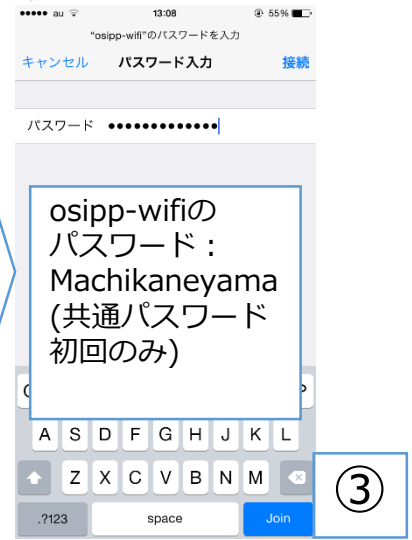 au 13:08 55%
"osipp-wifi"のパスワードを入力
キャンセル パスワード入力 接続
パスワード •••••••••••••
osipp-wifiの
パスワード：
Machikaneyama
(共通パスワード
初回のみ)
A S D F G H J K L
Z X C V B N M
.?123 space Join
③